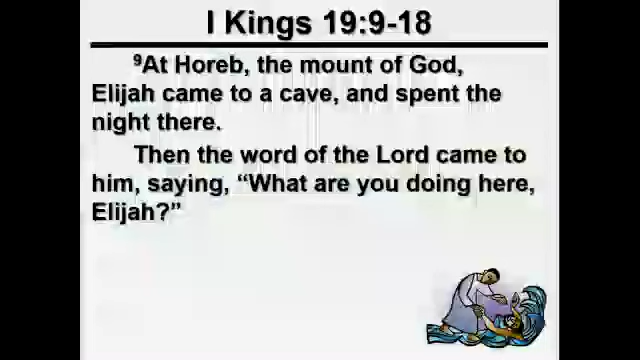 I Kings 19:9-18
⁹At Horeb, the mount of God,
Elijah came to a cave, and spent the
night there.
Then the word of the Lord came to
him, saying, “What are you doing here,
Elijah?”